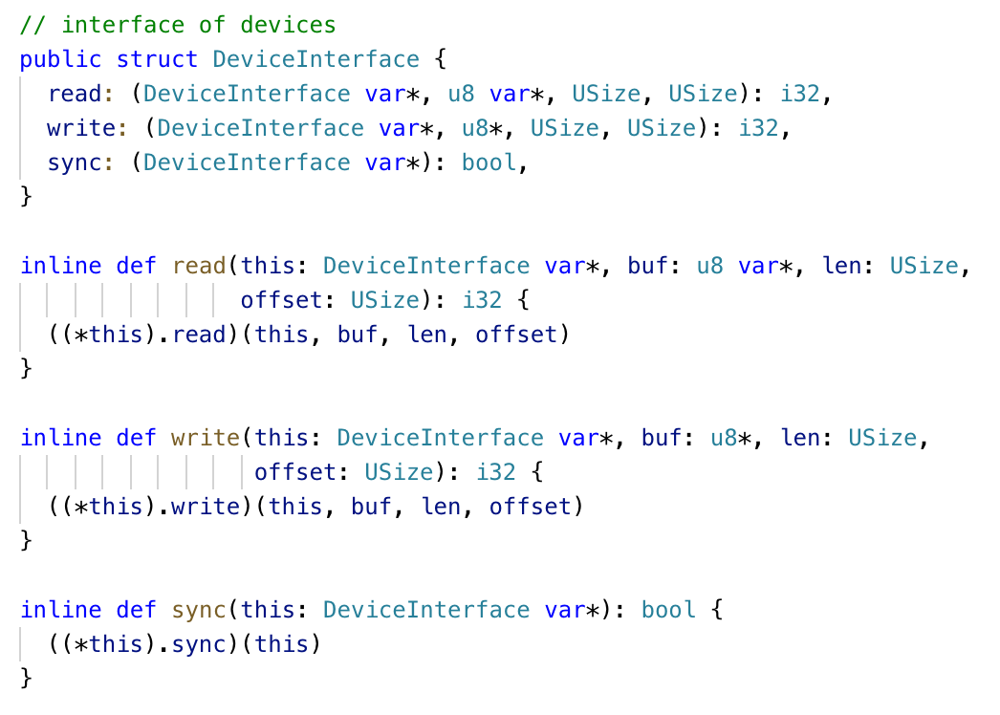 // interface of devices
public struct DeviceInterface {
  read: (DeviceInterface var*, u8 var*, USize, USize): i32,
  write: (DeviceInterface var*, u8*, USize, USize): i32,
  sync: (DeviceInterface var*): bool,
}

inline def read(this: DeviceInterface var*, buf: u8 var*, len: USize,
                offset: USize): i32 {
  ((*this).read)(this, buf, len, offset)
}

inline def write(this: DeviceInterface var*, buf: u8*, len: USize,
                 offset: USize): i32 {
  ((*this).write)(this, buf, len, offset)
}

inline def sync(this: DeviceInterface var*): bool {
  ((*this).sync)(this)
}